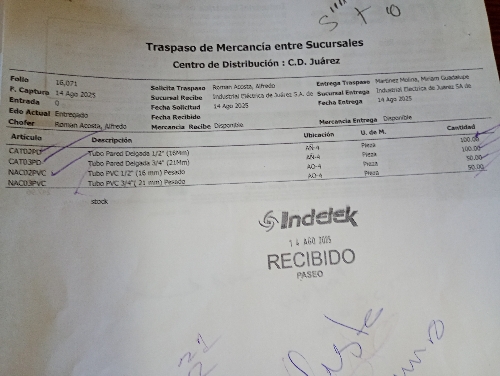 Traspaso de Mercancía entre Sucursales
Centro de Distribución : C.D. Juárez
Folio 16,071 Solicita Traspaso Roman Acosta, Alfredo Entrega Traspaso Martinez Molina, Miriam Guadalupe
F. Captura 14 Ago 2025 Sucursal Recibe Industrial Eléctrica de Juárez S.A. de Sucursal Entrega Industrial Eléctrica de Juárez SA de
Entrada 0 Fecha Solicitud 14 Ago 2025 Fecha Entrega 14 Ago 2025
Edo Actual Entregado Fecha Recibido
Chofer Roman Acosta, Alfredo Mercancía Recibe Disponible Mercancía Entrega Disponible
Artículo Descripción Ubicación U. de M. Cantidad
Tubo Pared Delgada 1/2" (16Mm) AÑ-4 Pieza 100.00
CAT03PD Tubo Pared Delgada 3/4" (21Mm) AÑ-4 Pieza 100.00
NAC02PVC Tubo PVC 1/2" (16 mm) Pesado AO-4 Pieza 50.00
NAC03PVC Tubo PVC 3/4"( 21 mm) Pesado AO-4 Pieza 50.00
stock
Indelek
14 AGO 2025
RECIBIDO
PASEO